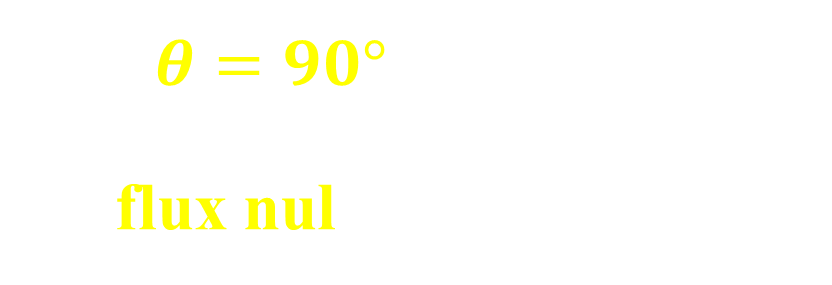 θ = 90°
flux nul